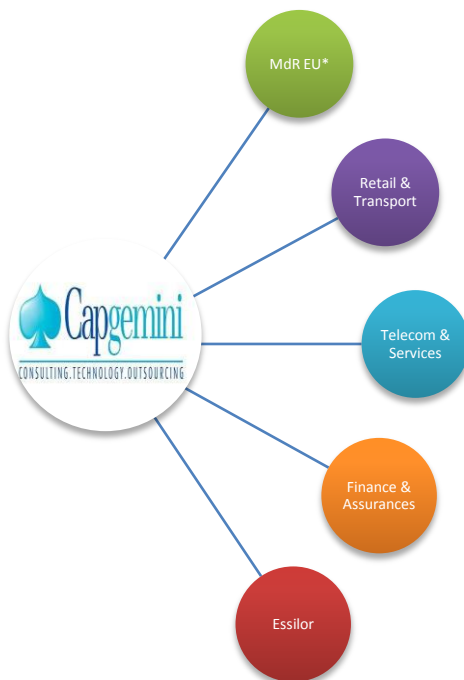 MdR EU*
Retail &
Transport
Capgemini
CONSULTING.TECHNOLOGY.OUTSOURCING
Telecom &
Services
Finance &
Assurances
Essilor